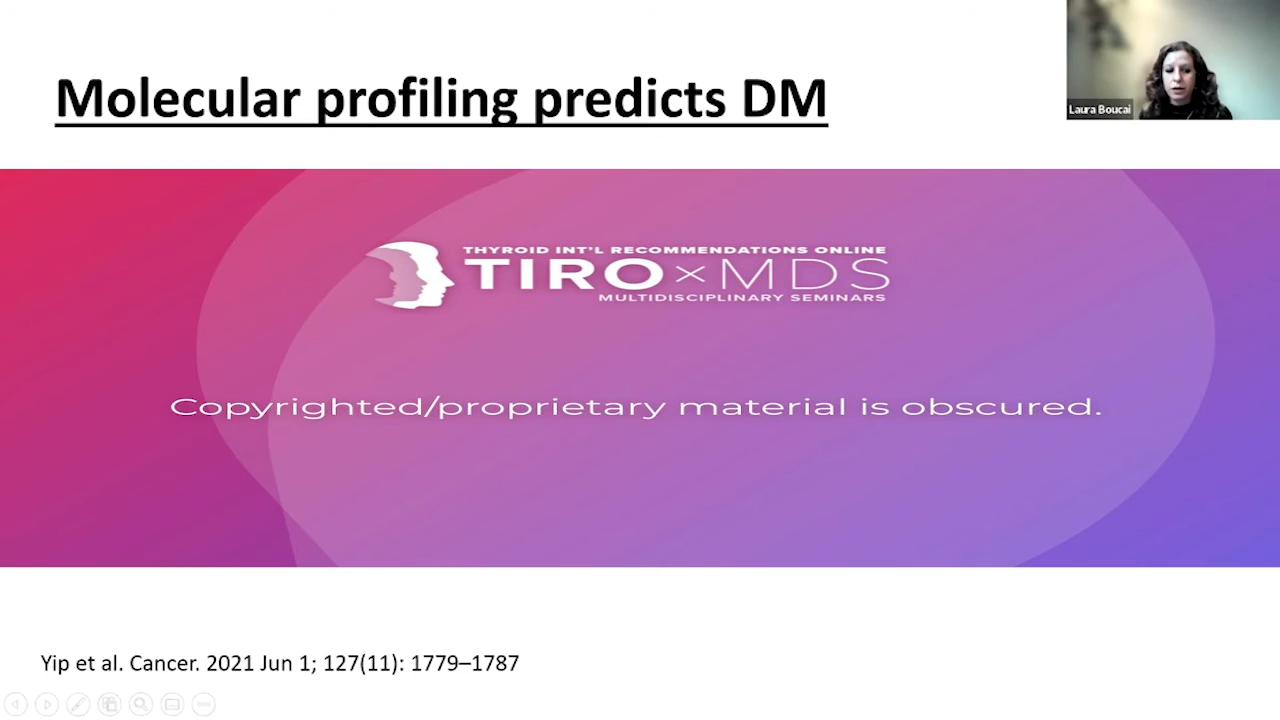 Molecular profiling predicts DM
Laura Boucai
THYROID INT'L RECOMMENDATIONS ONLINE
TIRO×MDS
MULTIDISCIPLINARY SEMINARS
Copyrighted/proprietary material is obscured.
Yip et al. Cancer. 2021 Jun 1; 127(11): 1779–1787